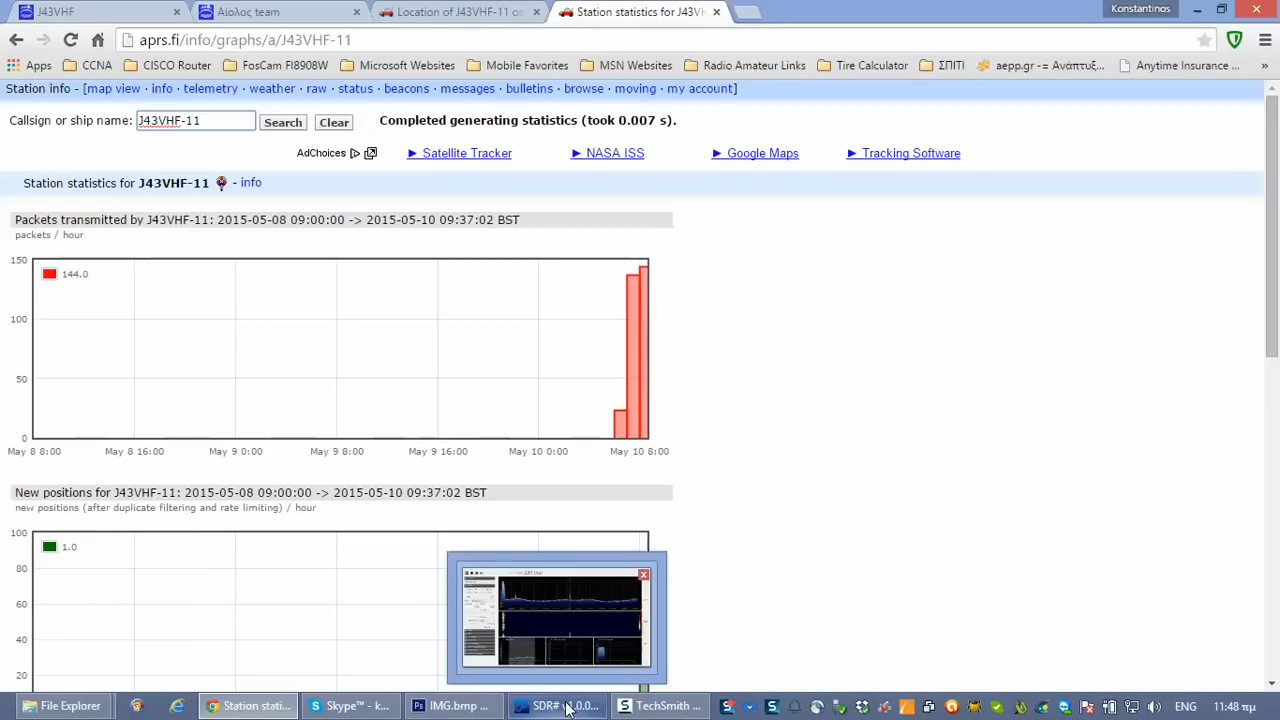 J43VHF
Αίολος team
Location of J43VHF-11 on
Station statistics for J43VH
Konstantinos
aprs.fi/info/graphs/a/J43VHF-11
Apps CCNA CISCO Router FosCam FI8908W Microsoft Websites Mobile Favorites MSN Websites Radio Amateur Links Tire Calculator ΣΠΙΤΙ aepp.gr -= Ανάπτυξ... Anytime Insurance ... »
Station info - [map view - info - telemetry - weather - raw - status - beacons - messages - bulletins - browse - moving - my account]
Callsign or ship name: J43VHF-11 Search Clear Completed generating statistics (took 0.007 s).
AdChoices Satellite Tracker NASA ISS Google Maps Tracking Software
Station statistics for J43VHF-11 - info
Packets transmitted by J43VHF-11: 2015-05-08 09:00:00 -> 2015-05-10 09:37:02 BST
packets / hour
150
144.0
100
50
0
May 8 8:00 May 8 16:00 May 9 0:00 May 9 8:00 May 9 16:00 May 10 0:00 May 10 8:00
New positions for J43VHF-11: 2015-05-08 09:00:00 -> 2015-05-10 09:37:02 BST
new positions (after duplicate filtering and rate limiting) / hour
100
1.0
80
60
40
20
File Explorer Station stati... Skype™ - k... IMG.bmp ... SDR# TechSmith ... ΕΝG 11:48 πμ